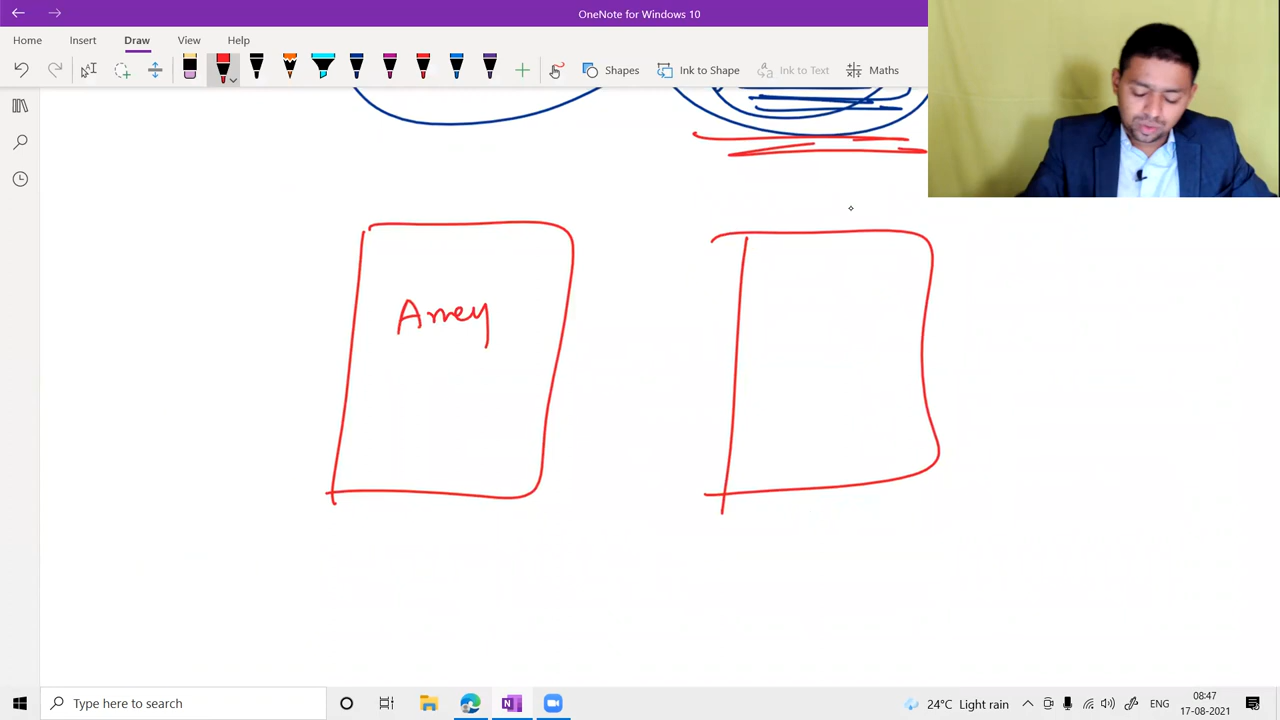 OneNote for Windows 10
Home Insert Draw View Help
Shapes Ink to Shape Ink to Text Maths
Array
Type here to search
24°C Light rain
ENG
08:47
17-08-2021